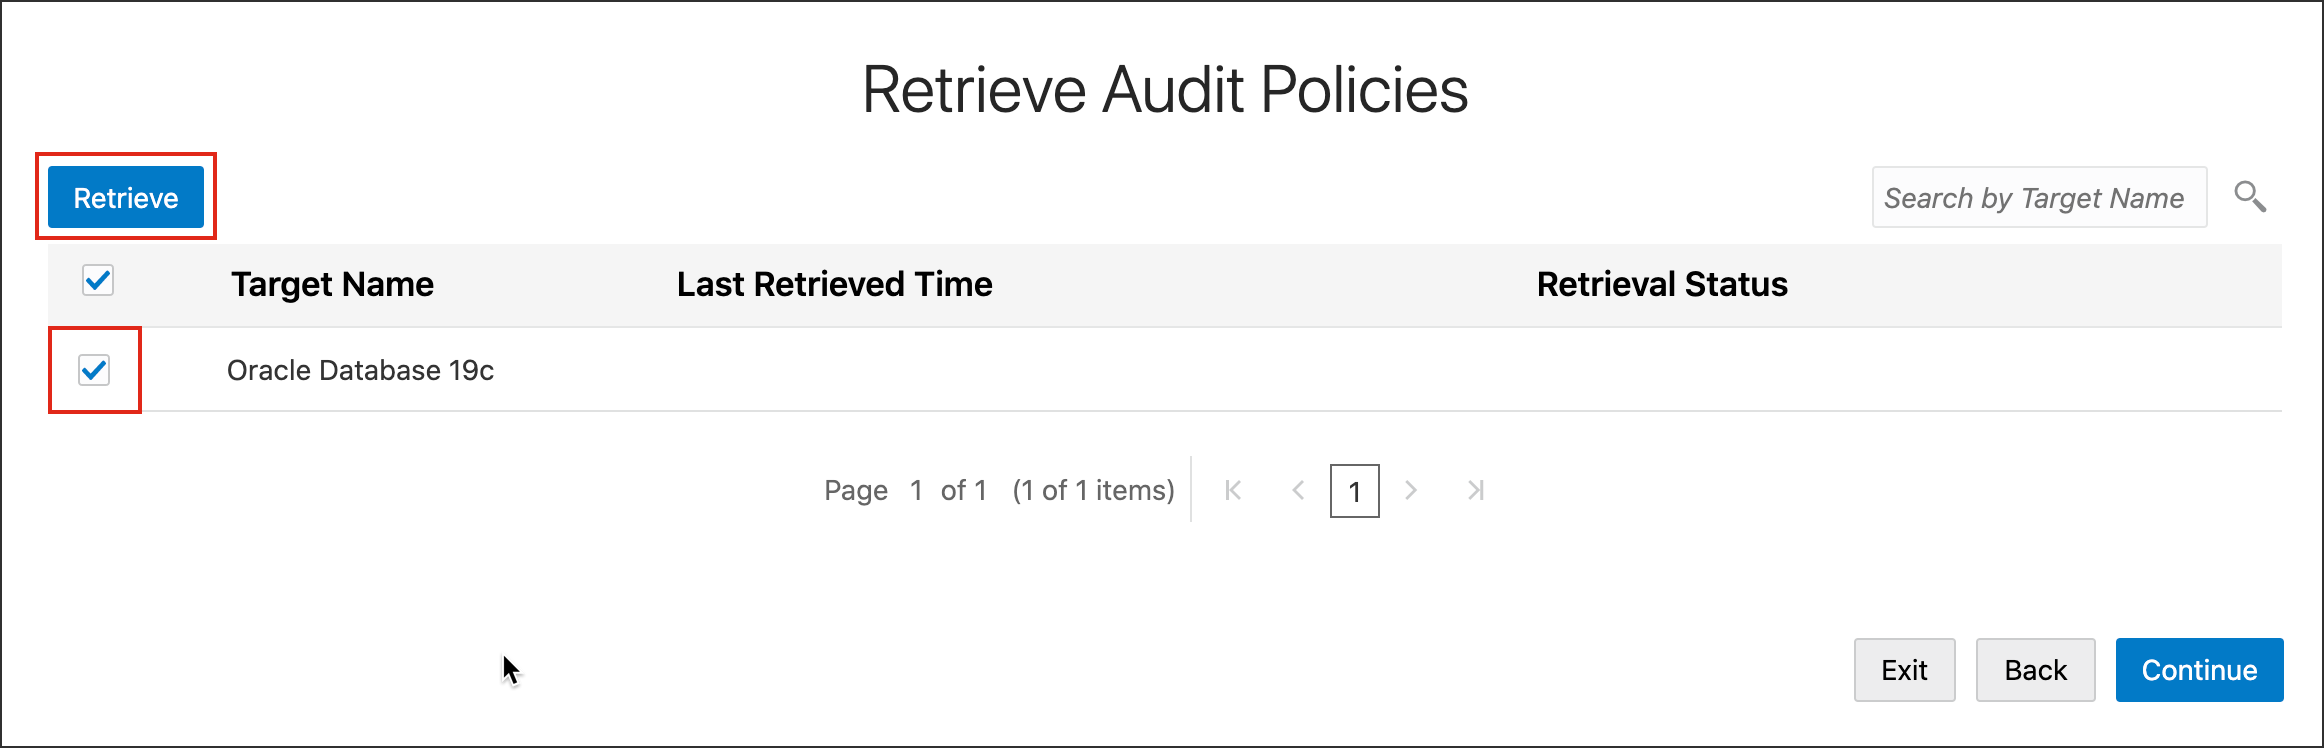 Retrieve Audit Policies
Retrieve
Search by Target Name
Target Name Last Retrieved Time Retrieval Status
Oracle Database 19c
Page 1 of 1 (1 of 1 items) 1
Exit Back Continue